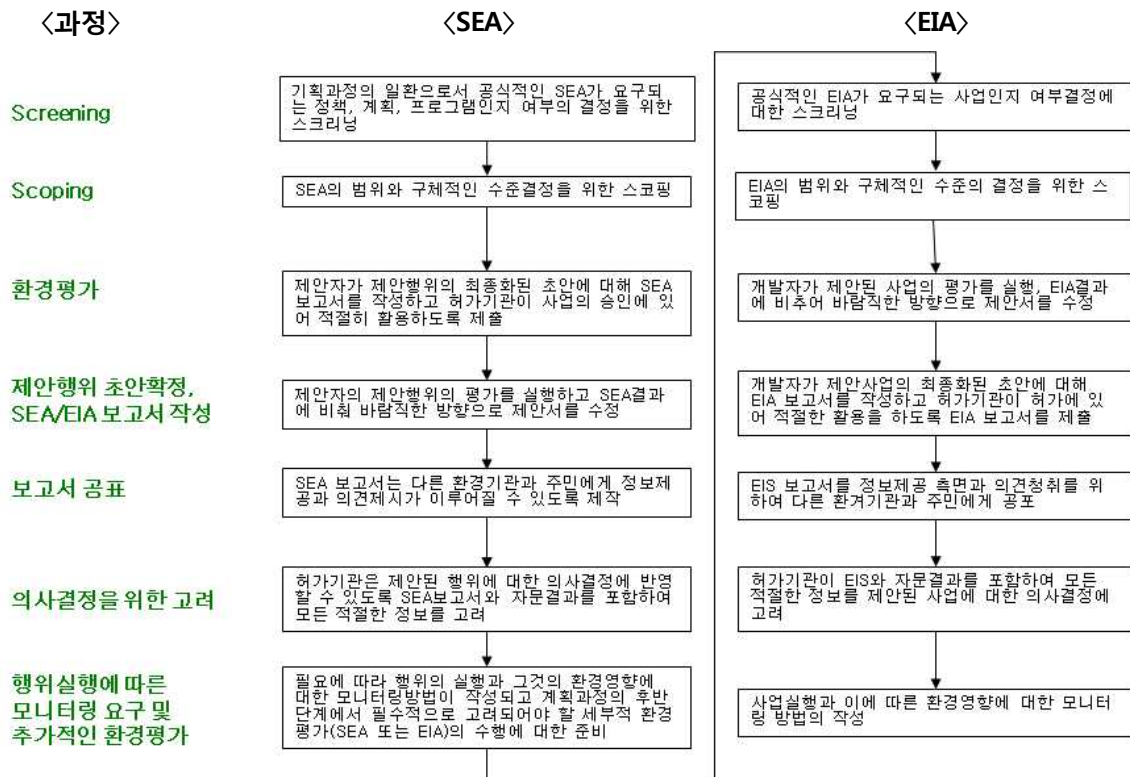 〈과정〉
〈SEA〉
〈EIA〉
Screening
기획과정의 일환으로서 공식적인 SEA가 요구되
는 정책, 계획, 프로그램인지 여부의 결정을 위한
스크리닝
공식적인 EIA가 요구되는 사업인지 여부결정에
대한 스크리닝
Scoping
SEA의 범위와 구체적인 수준결정을 위한 스코핑
EIA의 범위와 구체적인 수준의 결정을 위한 스
코핑
환경평가
제안자가 제안행위의 최종화된 초안에 대해 SEA
보고서를 작성하고 허가기관이 사업의 승인에 있
어 적절히 활용하도록 제출
개발자가 제안된 사업의 평가를 실행, EIA결과
에 비추어 바람직한 방향으로 제안서를 수정
제안행위 초안확정,
SEA/EIA 보고서 작성
제안자의 제안행위의 평가를 실행하고 SEA결과
에 비춰 바람직한 방향으로 제안서를 수정
개발자가 제안사업의 최종화된 초안에 대해
EIA 보고서를 작성하고 허가기관이 허가에 있
어 적절한 활용을 하도록 EIA 보고서를 제출
보고서 공표
SEA 보고서는 다른 환경기관과 주민에게 정보제
공과 의견제시가 이루어질 수 있도록 제작
EIS 보고서를 정보제공 측면과 의견청취를 위
하여 다른 환겨기관과 주민에게 공포
의사결정을 위한 고려
허가기관은 제안된 행위에 대한 의사결정에 반영
할 수 있도록 SEA보고서와 자문결과를 포함하여
모든 적절한 정보를 고려
허가기관이 EIS와 자문결과를 포함하여 모든
적절한 정보를 제안된 사업에 대한 의사결정에
고려
행위실행에 따른
모니터링 요구 및
추가적인 환경평가
필요에 따라 행위의 실행과 그것의 환경영향에
대한 모니터링방법이 작성되고 계획과정의 후반
단계에서 필수적으로 고려되어야 할 세부적 환경
평가(SEA 또는 EIA)의 수행에 대한 준비
사업실행과 이에 따른 환경영향에 대한 모니터
링 방법의 작성